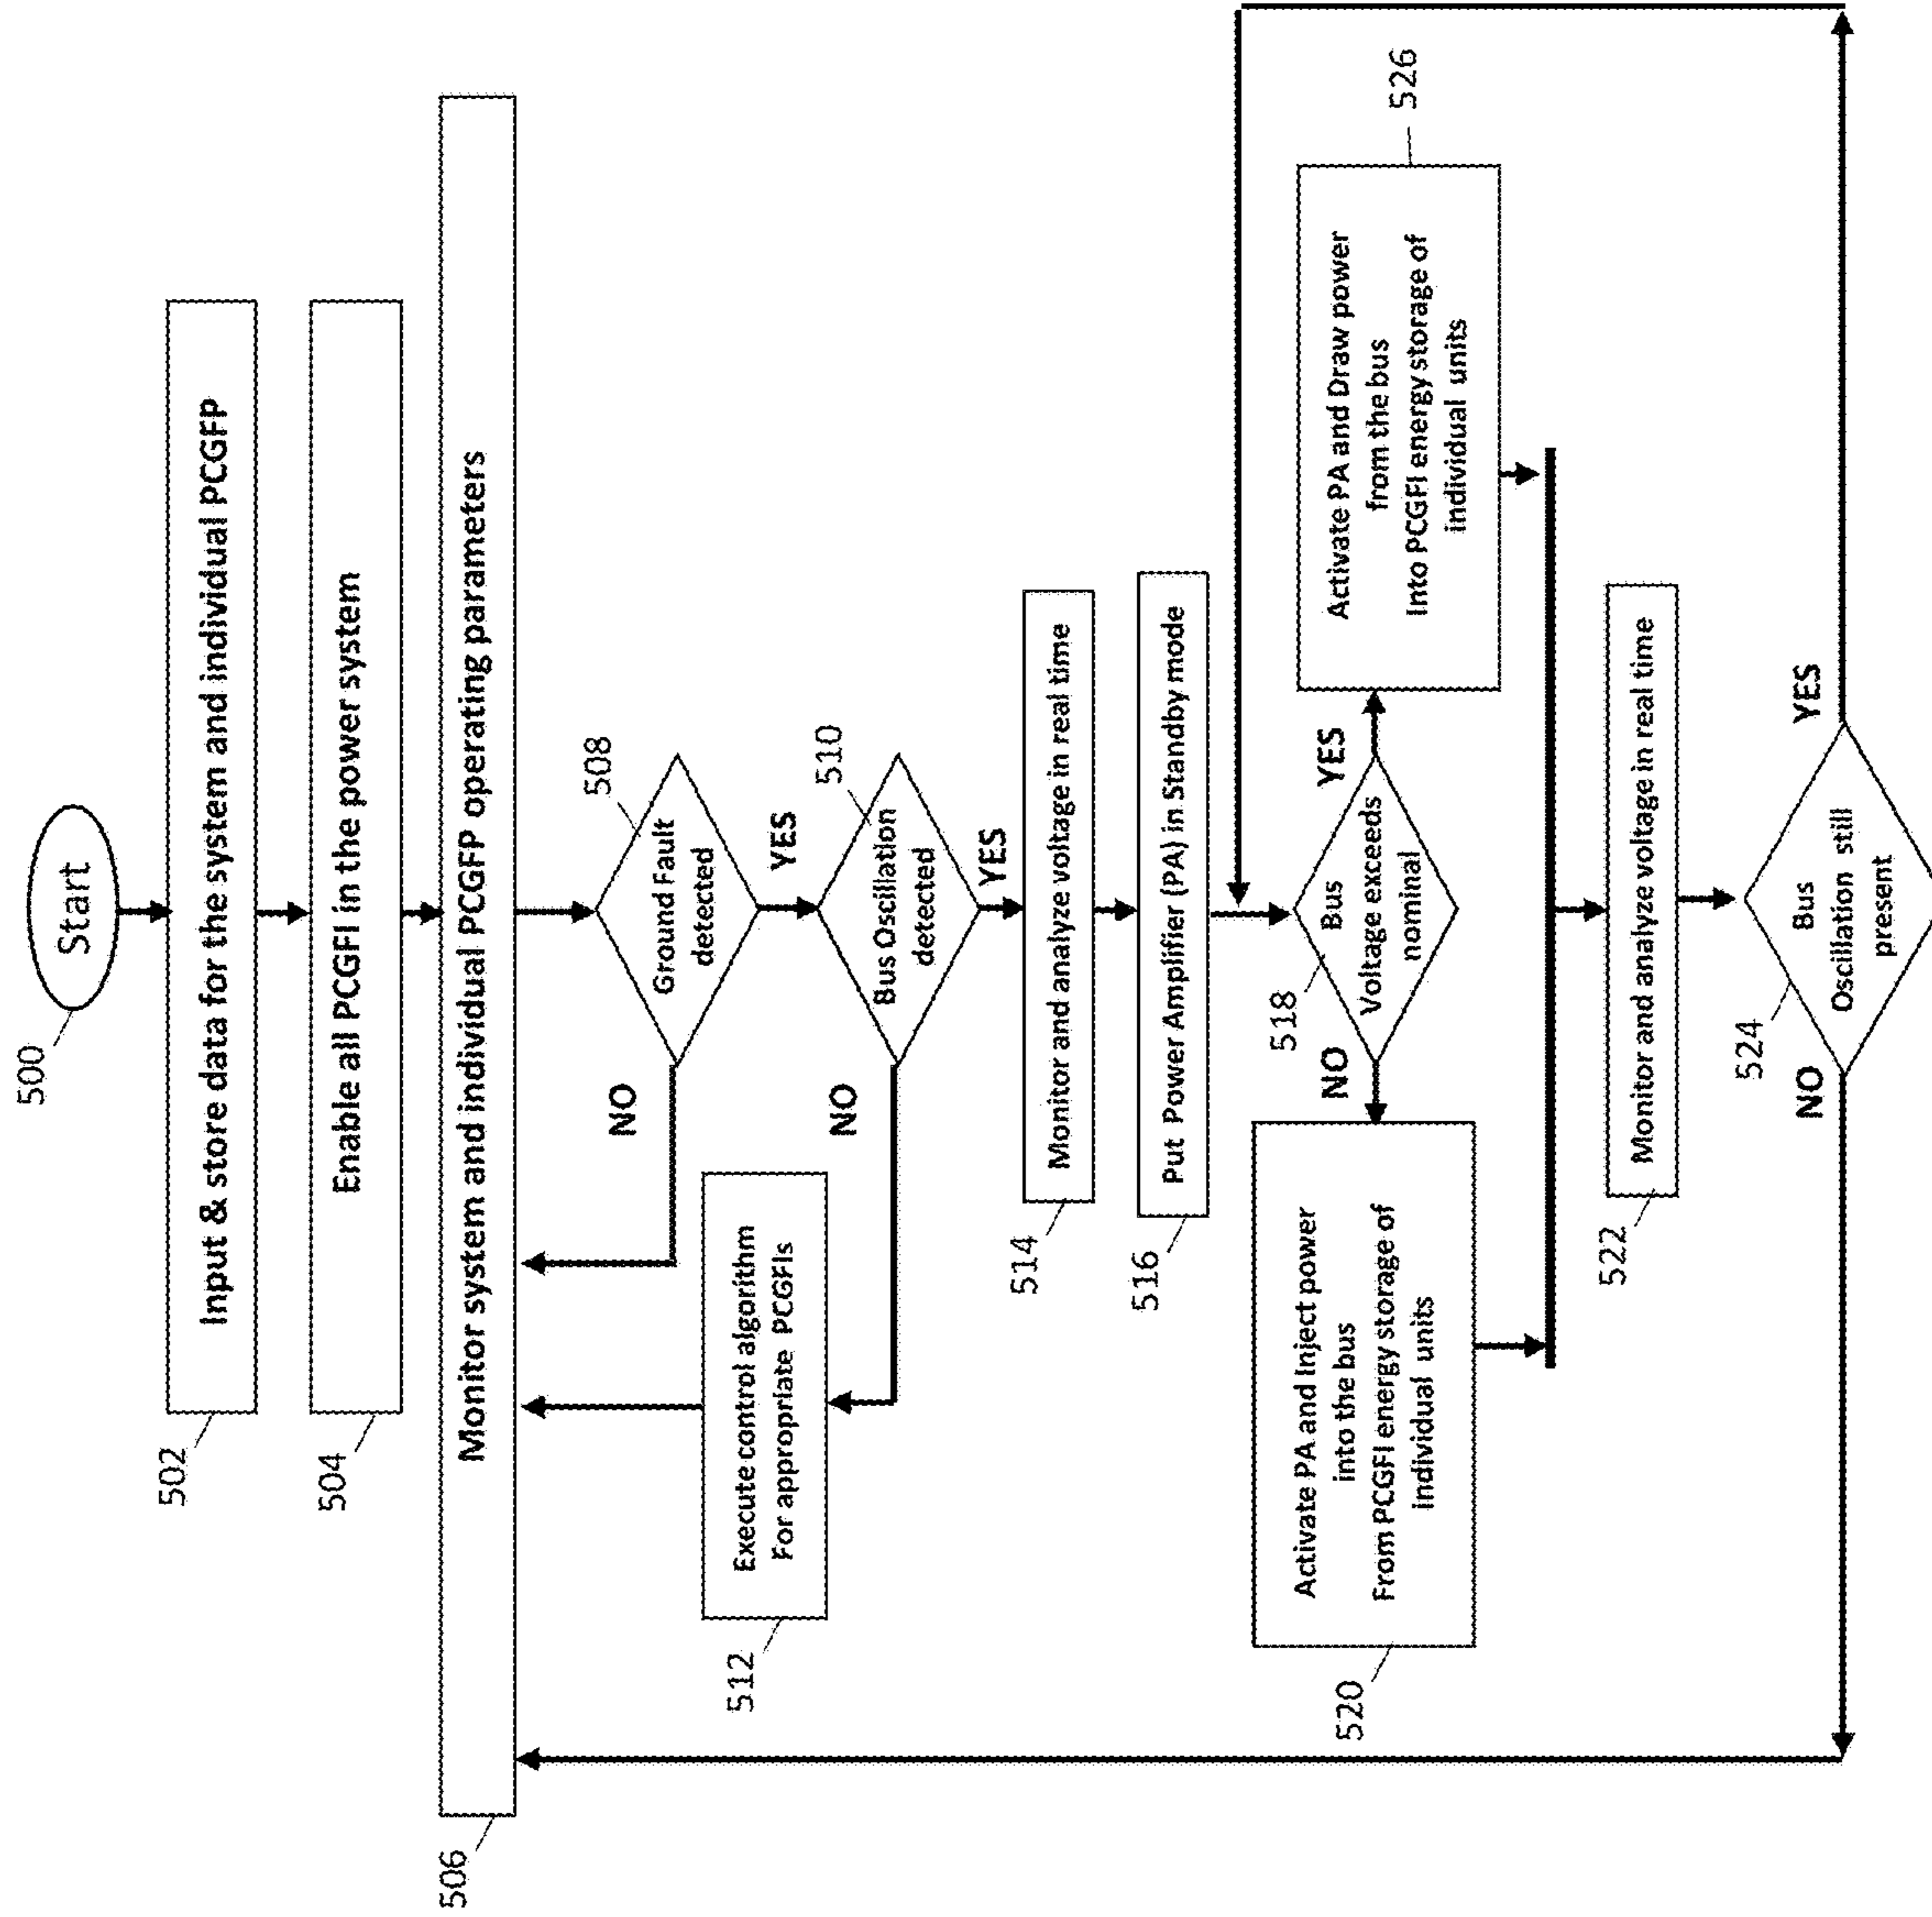 500
Start
502
Input & store data for the system and individual PCGFP
504
Enable all PCGFI in the power system
506
Monitor system and individual PCGFP operating parameters
508
Ground Fault
detected
NO
YES
510
Bus Oscillation
detected
NO
YES
512
Execute control algorithm
For appropriate PCGFIs
514
Monitor and analyze voltage in real time
516
Put Power Amplifier (PA) in Standby mode
518
Bus
Voltage exceeds
nominal
NO
YES
520
Activate PA and Inject power
into the bus
From PCGFI energy storage of
individual units
526
Activate PA and Draw power
from the bus
Into PCGFI energy storage of
individual units
522
Monitor and analyze voltage in real time
524
Bus
Oscillation still
present
NO
YES